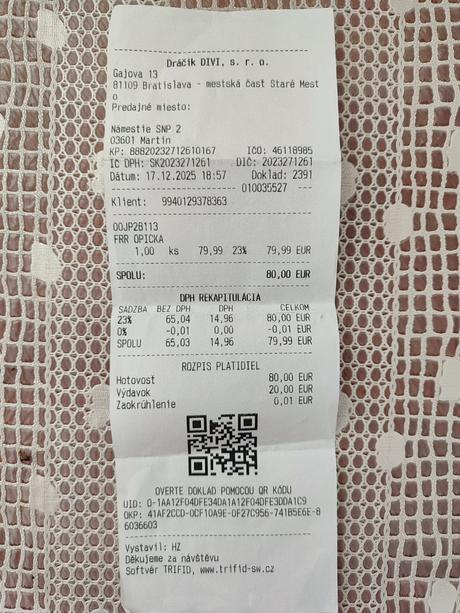 Dráčik DIVI, s. r. o.
Gajova 13
81109 Bratislava - mestská časť Staré Mest
o
Predajné miesto:
Námestie SNP 2
03601 Martin
KP: 88820232712610167 IČO: 46118985
IČ DPH: SK2023271261 DIČ: 2023271261
Dátum: 17.12.2025 18:57 Doklad: 2391
010035527
Klient: 9940129378363
OOJP28113
FRR OPICKA
1,00 ks 79,99 23% 79,99 EUR
SPOLU: 80,00 EUR
DPH REKAPITULÁCIA
SADZBA BEZ DPH DPH CELKOM
23% 65,04 14,96 80,00 EUR
0% -0,01 0,00 -0,01 EUR
SPOLU 65,03 14,96 79,99 EUR
ROZPIS PLATIDIEL
Hotovosť 80,00 EUR
Výdavok 20,00 EUR
Zaokrúhlenie 0,01 EUR
OVERTE DOKLAD POMOCOU QR KÓDU
UID: O-1AA12F04DFE34DA1A12F04DFE3DDA1C9
OKP: 41AF2CCD-0CF10A9E-0F27C956-741B5E6E-8
6036603
Vystavil: HZ
Děkujeme za návštěvu
Softvér TRIFID, www.trifid-sw.cz